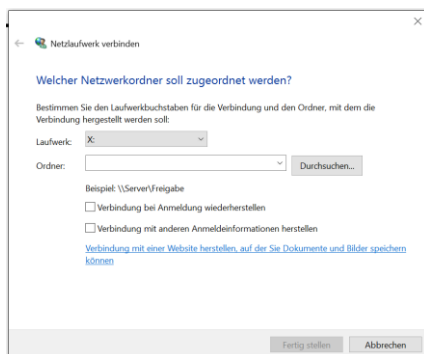 Netzlaufwerk verbinden
Welcher Netzwerkordner soll zugeordnet werden?
Bestimmen Sie den Laufwerkbuchstaben für die Verbindung und den Ordner, mit dem die
Verbindung hergestellt werden soll:
Laufwerk: X:
Ordner: Durchsuchen...
Beispiel: \\Server\Freigabe
Verbindung bei Anmeldung wiederherstellen
Verbindung mit anderen Anmeldeinformationen herstellen
Verbindung mit einer Website herstellen, auf der Sie Dokumente und Bilder speichern
können
Fertig stellen Abbrechen